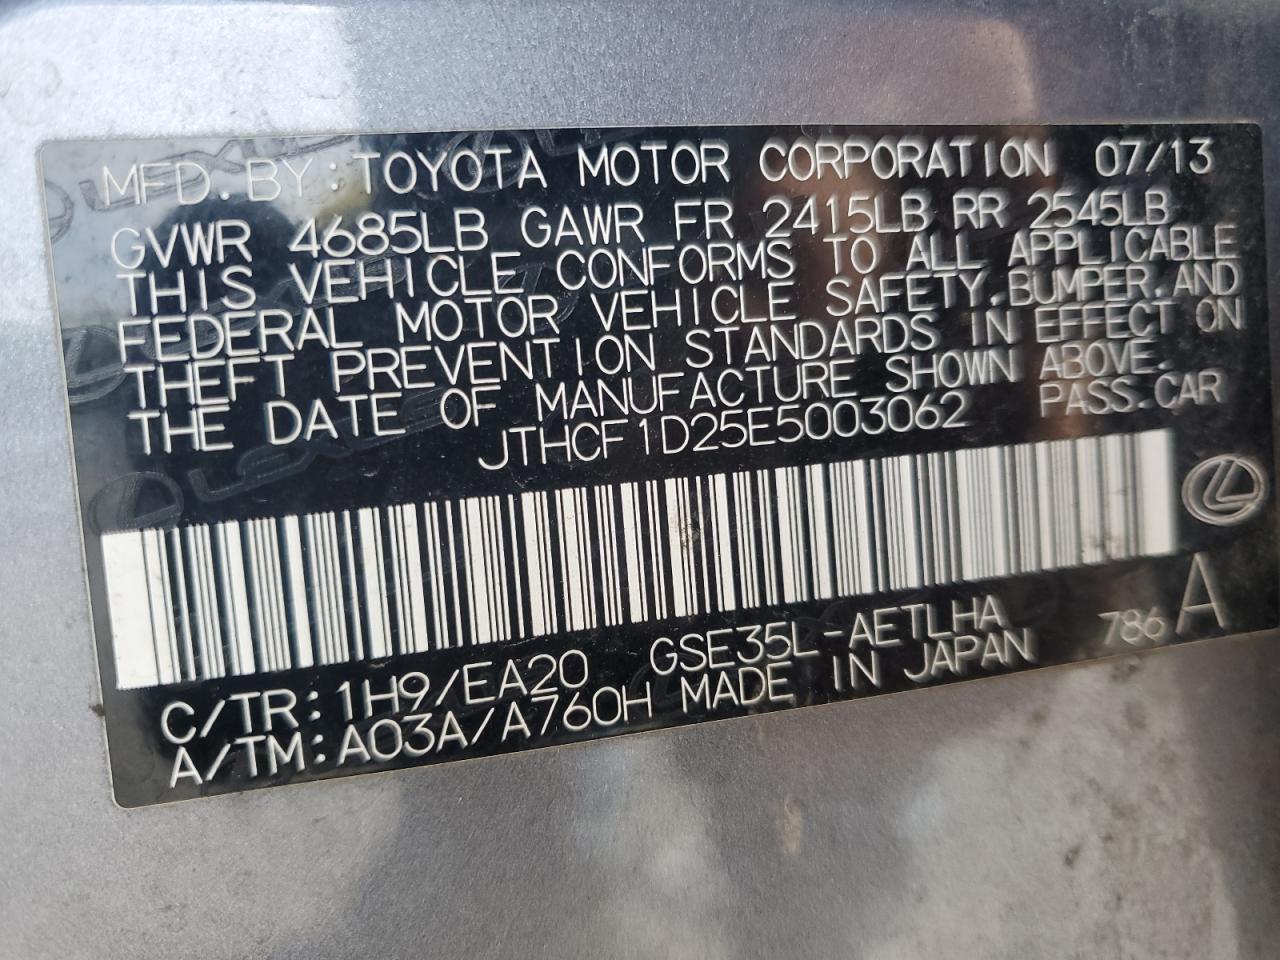 MFD. BY: TOYOTA MOTOR CORPORATION 07/13
GVWR 4685LB GAWR FR 2415LB RR 2545LB
THIS VEHICLE CONFORMS TO ALL APPLICABLE
FEDERAL MOTOR VEHICLE SAFETY, BUMPER, AND
THEFT PREVENTION STANDARDS IN EFFECT ON
THE DATE OF MANUFACTURE SHOWN ABOVE.
JTHCF1D25E5003062 PASS.CAR
C/TR: 1H9/EA20 GSE35L-AETLHA 786 A
A/TM: A03A/A760H MADE IN JAPAN